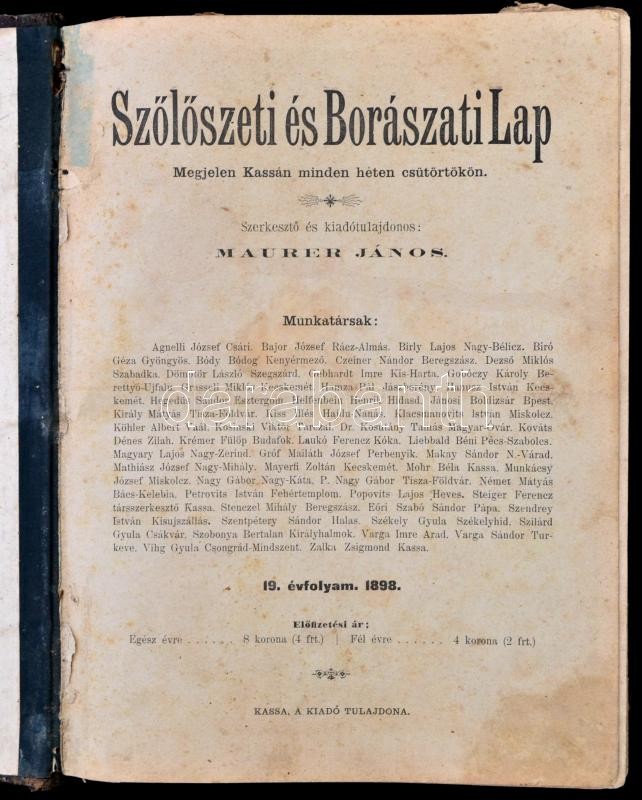 Szőlőszeti és Borászati Lap
Megjelen Kassán minden héten csütörtökön.
Szerkesztő és kiadótulajdonos:
MAURER JÁNOS.
Munkatársak:
Agnelli József Csári. Bajor József Rácz-Almás. Birly Lajos Nagy-Bélicz. Biró
Géza Gyöngyös. Bódy Bódog Kenyérmező. Czeiner Nándor Beregszász. Dezső Miklós
Szabadka. Dömötör László Szegszárd. Gebhardt Imre Kis-Harta. Károly Be-
rettyó-Ujfalu. Grasseli Miklós Kecskemét. Hamza Pál Jászberény. István Kecs-
kemét. Hegedüs Sándor Esztergom. Helfenbein Henrik Hidasd. Jánosi Boldizsár Bpest.
Király Mátyás Tisza-Földvár. Kiss Illés Hajdu-Nánás. Klacsmanovits István Miskolcz.
Köhler Albert Vaál. Kosinszki Viktor Tarczal. Dr. Kosutány Tamás Magyar-Óvár. Kováts
Dénes Zilah. Krémer Fülöp Budafok. Laukó Ferencz Kóka. Liebbald Béni Pécs-Szabolcs.
Magyary Lajos Nagy-Zerind. Gróf Mailáth József Perbenyik. Makay Sándor N.-Várad.
Mathiász József Nagy-Mihály. Mayerfi Zoltán Kecskemét. Mohr Béla Kassa. Munkácsy
József Miskolcz. Nagy Gábor Nagy-Káta, P. Nagy Gábor Tisza-Földvár. Német Mátyás
Bács-Kelebia. Petrovits István Fehértemplom. Popovits Lajos Heves. Steiger Ferencz
társszerkesztő Kassa. Stenczel Mihály Beregszász. Eőri Szabó Sándor Pápa. Szendrey
István Kisujszállás. Szentpétery Sándor Halas. Székely Gyula Székelyhid. Szilárd
Gyula Csákvár. Szobonya Bertalan Királyhalmok. Varga Imre Arad. Varga Sándor Tur-
keve. Vihg Gyula Csongrád-Mindszent. Zalka Zsigmond Kassa.
19. évfolyam. 1898.
Előfizetési ár:
Egész évre . . . . . . 8 korona (4 frt.) | Fél évre . . . . . . 4 korona (2 frt.)
KASSA, A KIADÓ TULAJDONA.
darabanth